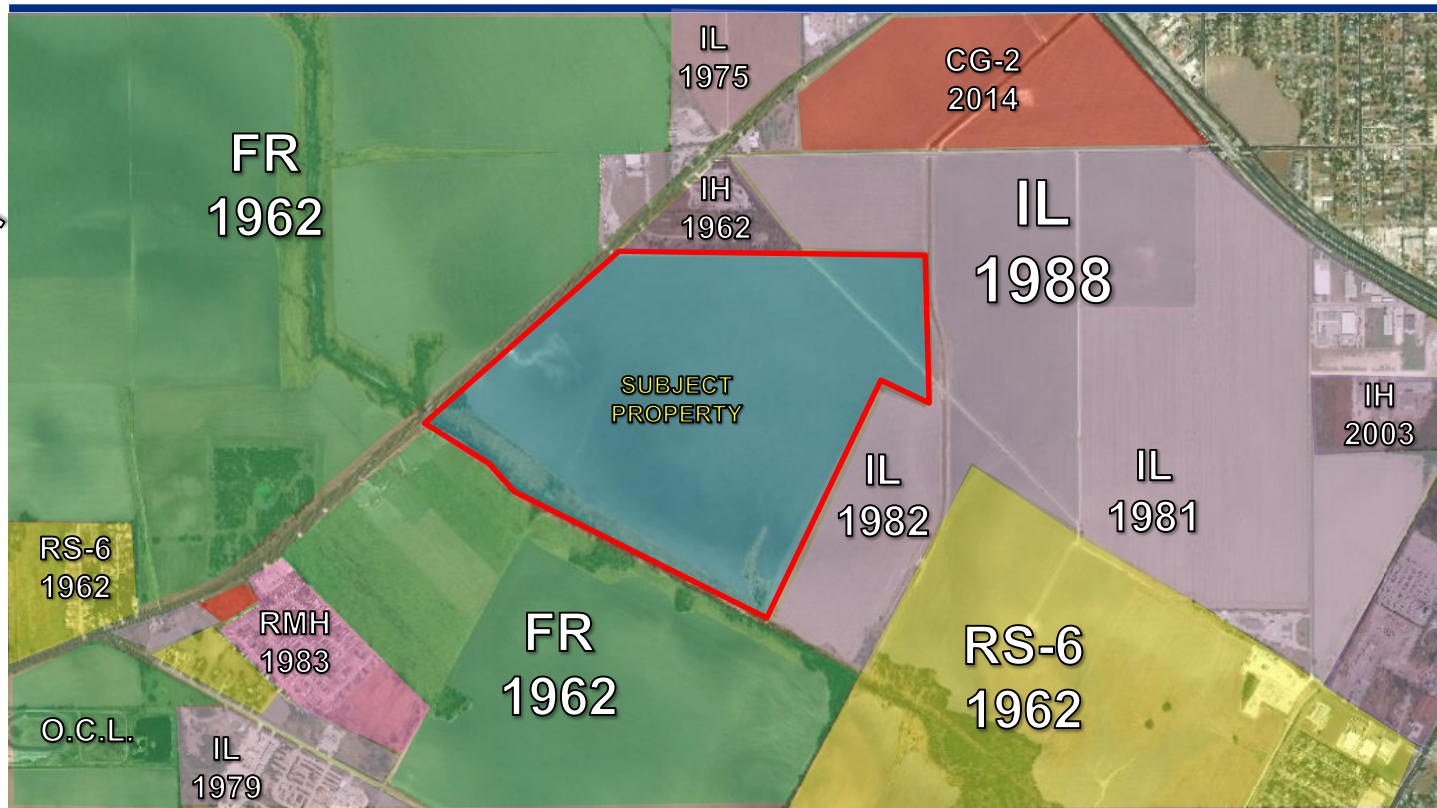 IL
1975
CG-2
2014
FR
1962
IH
1962
IL
1988
SUBJECT
PROPERTY
IH
2003
IL
1982
IL
1981
RS-6
1962
RMH
1983
FR
1962
RS-6
1962
O.C.L.
IL
1979